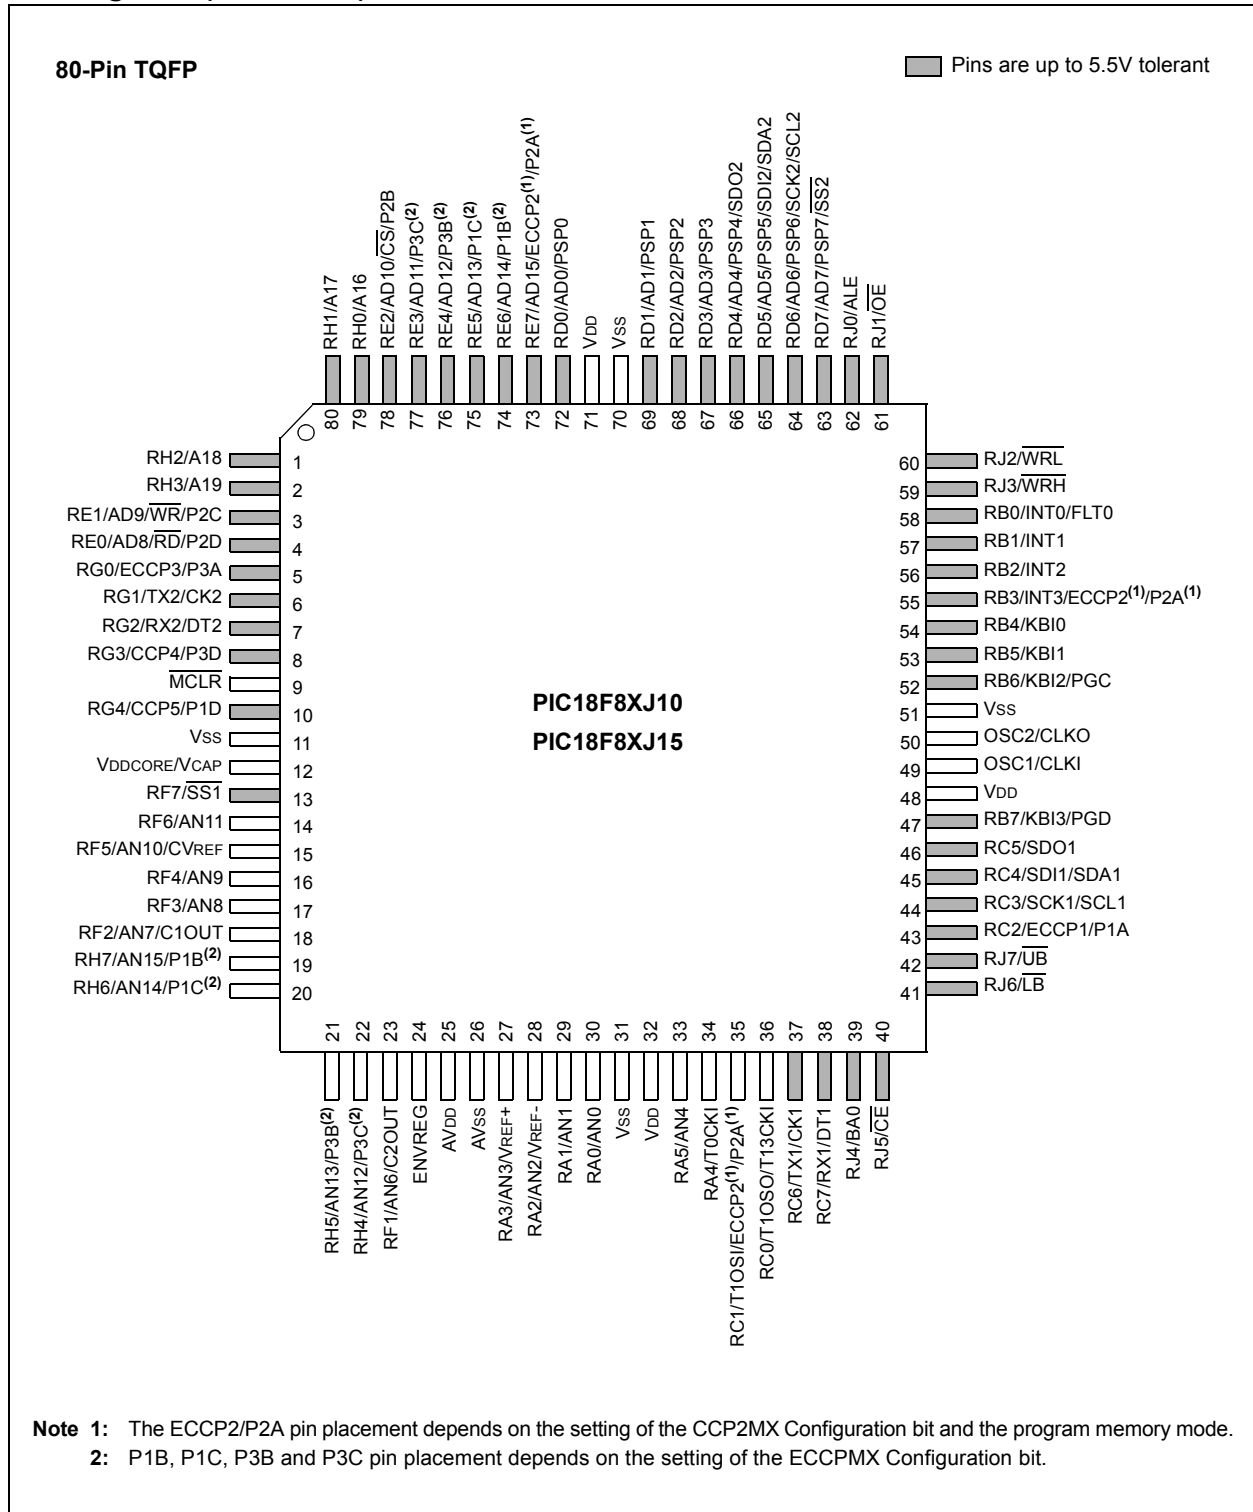 80-Pin TQFP
Pins are up to 5.5V tolerant
RH1/A17
RH0/A16
RE2/AD10/CS/P2B
RE3/AD11/P3C(2)
RE4/AD12/P3B(2)
RE5/AD13/P1C(2)
RE6/AD14/P1B(2)
RE7/AD15/ECCP2(1)/P2A(1)
RD0/AD0/PSP0
VDD
VSS
RD1/AD1/PSP1
RD2/AD2/PSP2
RD3/AD3/PSP3
RD4/AD4/PSP4/SDO2
RD5/AD5/PSP5/SDI2/SDA2
RD6/AD6/PSP6/SCK2/SCL2
RD7/AD7/PSP7/SS2
RJ0/ALE
RJ1/OE
80 79 78 77 76 75 74 73 72 71 70 69 68 67 66 65 64 63 62 61
RH2/A18 1
RH3/A19 2
RE1/AD9/WR/P2C 3
RE0/AD8/RD/P2D 4
RG0/ECCP3/P3A 5
RG1/TX2/CK2 6
RG2/RX2/DT2 7
RG3/CCP4/P3D 8
MCLR 9
RG4/CCP5/P1D 10
VSS 11
VDDCORE/VCAP 12
RF7/SS1 13
RF6/AN11 14
RF5/AN10/CVREF 15
RF4/AN9 16
RF3/AN8 17
RF2/AN7/C1OUT 18
RH7/AN15/P1B(2) 19
RH6/AN14/P1C(2) 20
PIC18F8XJ10
PIC18F8XJ15
60 RJ2/WRL
59 RJ3/WRH
58 RB0/INT0/FLT0
57 RB1/INT1
56 RB2/INT2
55 RB3/INT3/ECCP2(1)/P2A(1)
54 RB4/KBI0
53 RB5/KBI1
52 RB6/KBI2/PGC
51 VSS
50 OSC2/CLKO
49 OSC1/CLKI
48 VDD
47 RB7/KBI3/PGD
46 RC5/SDO1
45 RC4/SDI1/SDA1
44 RC3/SCK1/SCL1
43 RC2/ECCP1/P1A
42 RJ7/UB
41 RJ6/LB
21 22 23 24 25 26 27 28 29 30 31 32 33 34 35 36 37 38 39 40
RH5/AN13/P3B(2)
RH4/AN12/P3C(2)
RF1/AN6/C2OUT
ENVREG
AVDD
AVSS
RA3/AN3/VREF+
RA2/AN2/VREF-
RA1/AN1
RA0/AN0
VSS
VDD
RA5/AN4
RA4/T0CKI
RC1/T1OSI/ECCP2(1)/P2A(1)
RC0/T1OSO/T13CKI
RC6/TX1/CK1
RC7/RX1/DT1
RJ4/BA0
RJ5/CE
Note 1: The ECCP2/P2A pin placement depends on the setting of the CCP2MX Configuration bit and the program memory mode.
2: P1B, P1C, P3B and P3C pin placement depends on the setting of the ECCPMX Configuration bit.